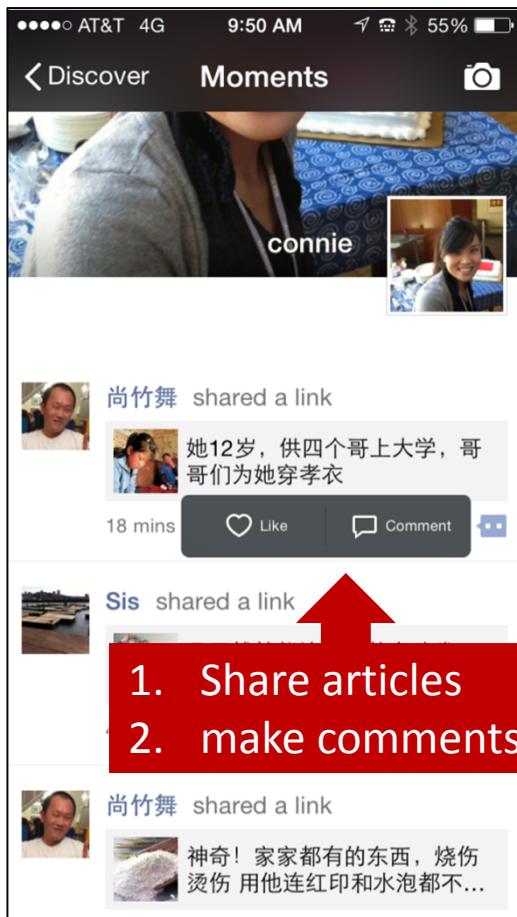 AT&T 4G 9:50 AM 55%
Discover Moments
connie
尚竹舞 shared a link
她12岁，供四个哥上大学，哥
哥们为她穿孝衣
18 mins Like Comment
Sis shared a link
1. Share articles
2. make comments
尚竹舞 shared a link
神奇！家家都有的东西，烧伤
烫伤 用他连红印和水泡都不...